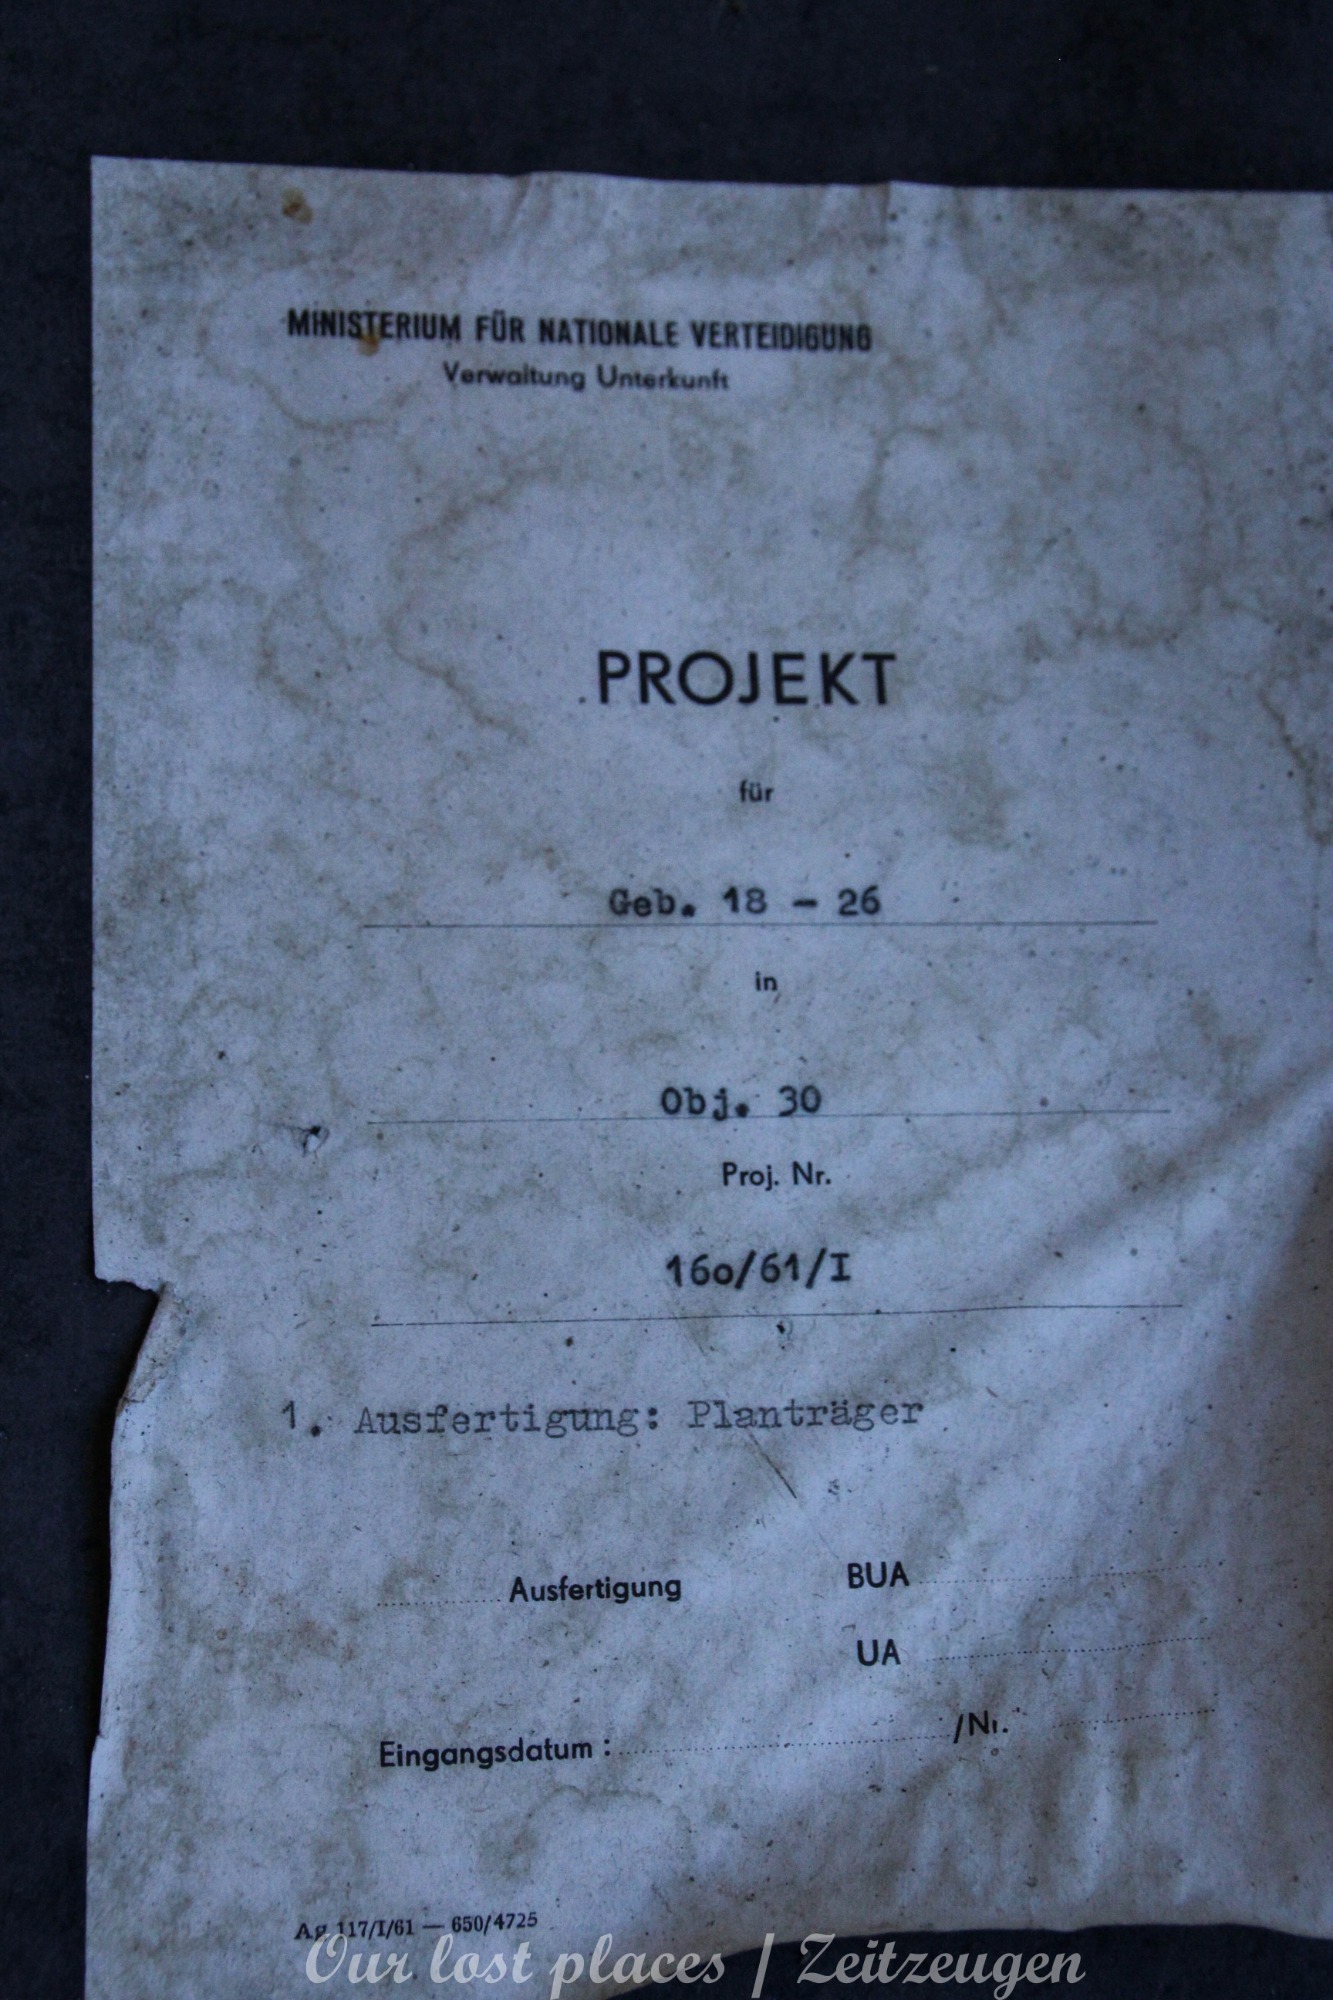 MINISTERIUM FÜR NATIONALE VERTEIDIGUNG
Verwaltung Unterkunft
PROJEKT
für
Geb. 18 – 26
in
Obj. 30
Proj. Nr.
16o/61/I
1. Ausfertigung: Planträger
Ausfertigung BUA
UA
Eingangsdatum : /Nr.
Ag 117/I/61 — 650/4725
Our lost places | Zeitzeugen